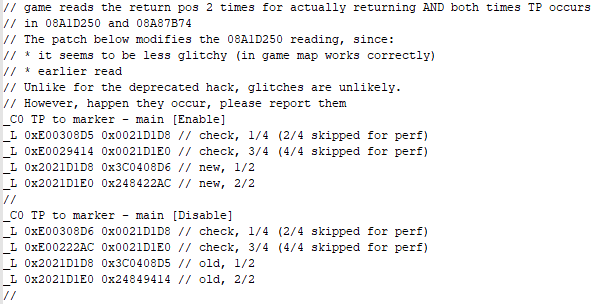 // game reads the return pos 2 times for actually returning AND both times TP occurs
// in 08A1D250 and 08A87B74
// The patch below modifies the 08A1D250 reading, since:
// * it seems to be less glitchy (in game map works correctly)
// * earlier read
// Unlike for the deprecated hack, glitches are unlikely.
// However, happen they occur, please report them
_C0 TP to marker - main [Enable]
_L 0xE00308D5 0x0021D1D8 // check, 1/4 (2/4 skipped for perf)
_L 0xE0029414 0x0021D1E0 // check, 3/4 (4/4 skipped for perf)
_L 0x2021D1D8 0x3C0408D6 // new, 1/2
_L 0x2021D1E0 0x248422AC // new, 2/2
//
_C0 TP to marker - main [Disable]
_L 0xE00308D6 0x0021D1D8 // check, 1/4 (2/4 skipped for perf)
_L 0xE00222AC 0x0021D1E0 // check, 3/4 (4/4 skipped for perf)
_L 0x2021D1D8 0x3C0408D5 // old, 1/2
_L 0x2021D1E0 0x24849414 // old, 2/2
//